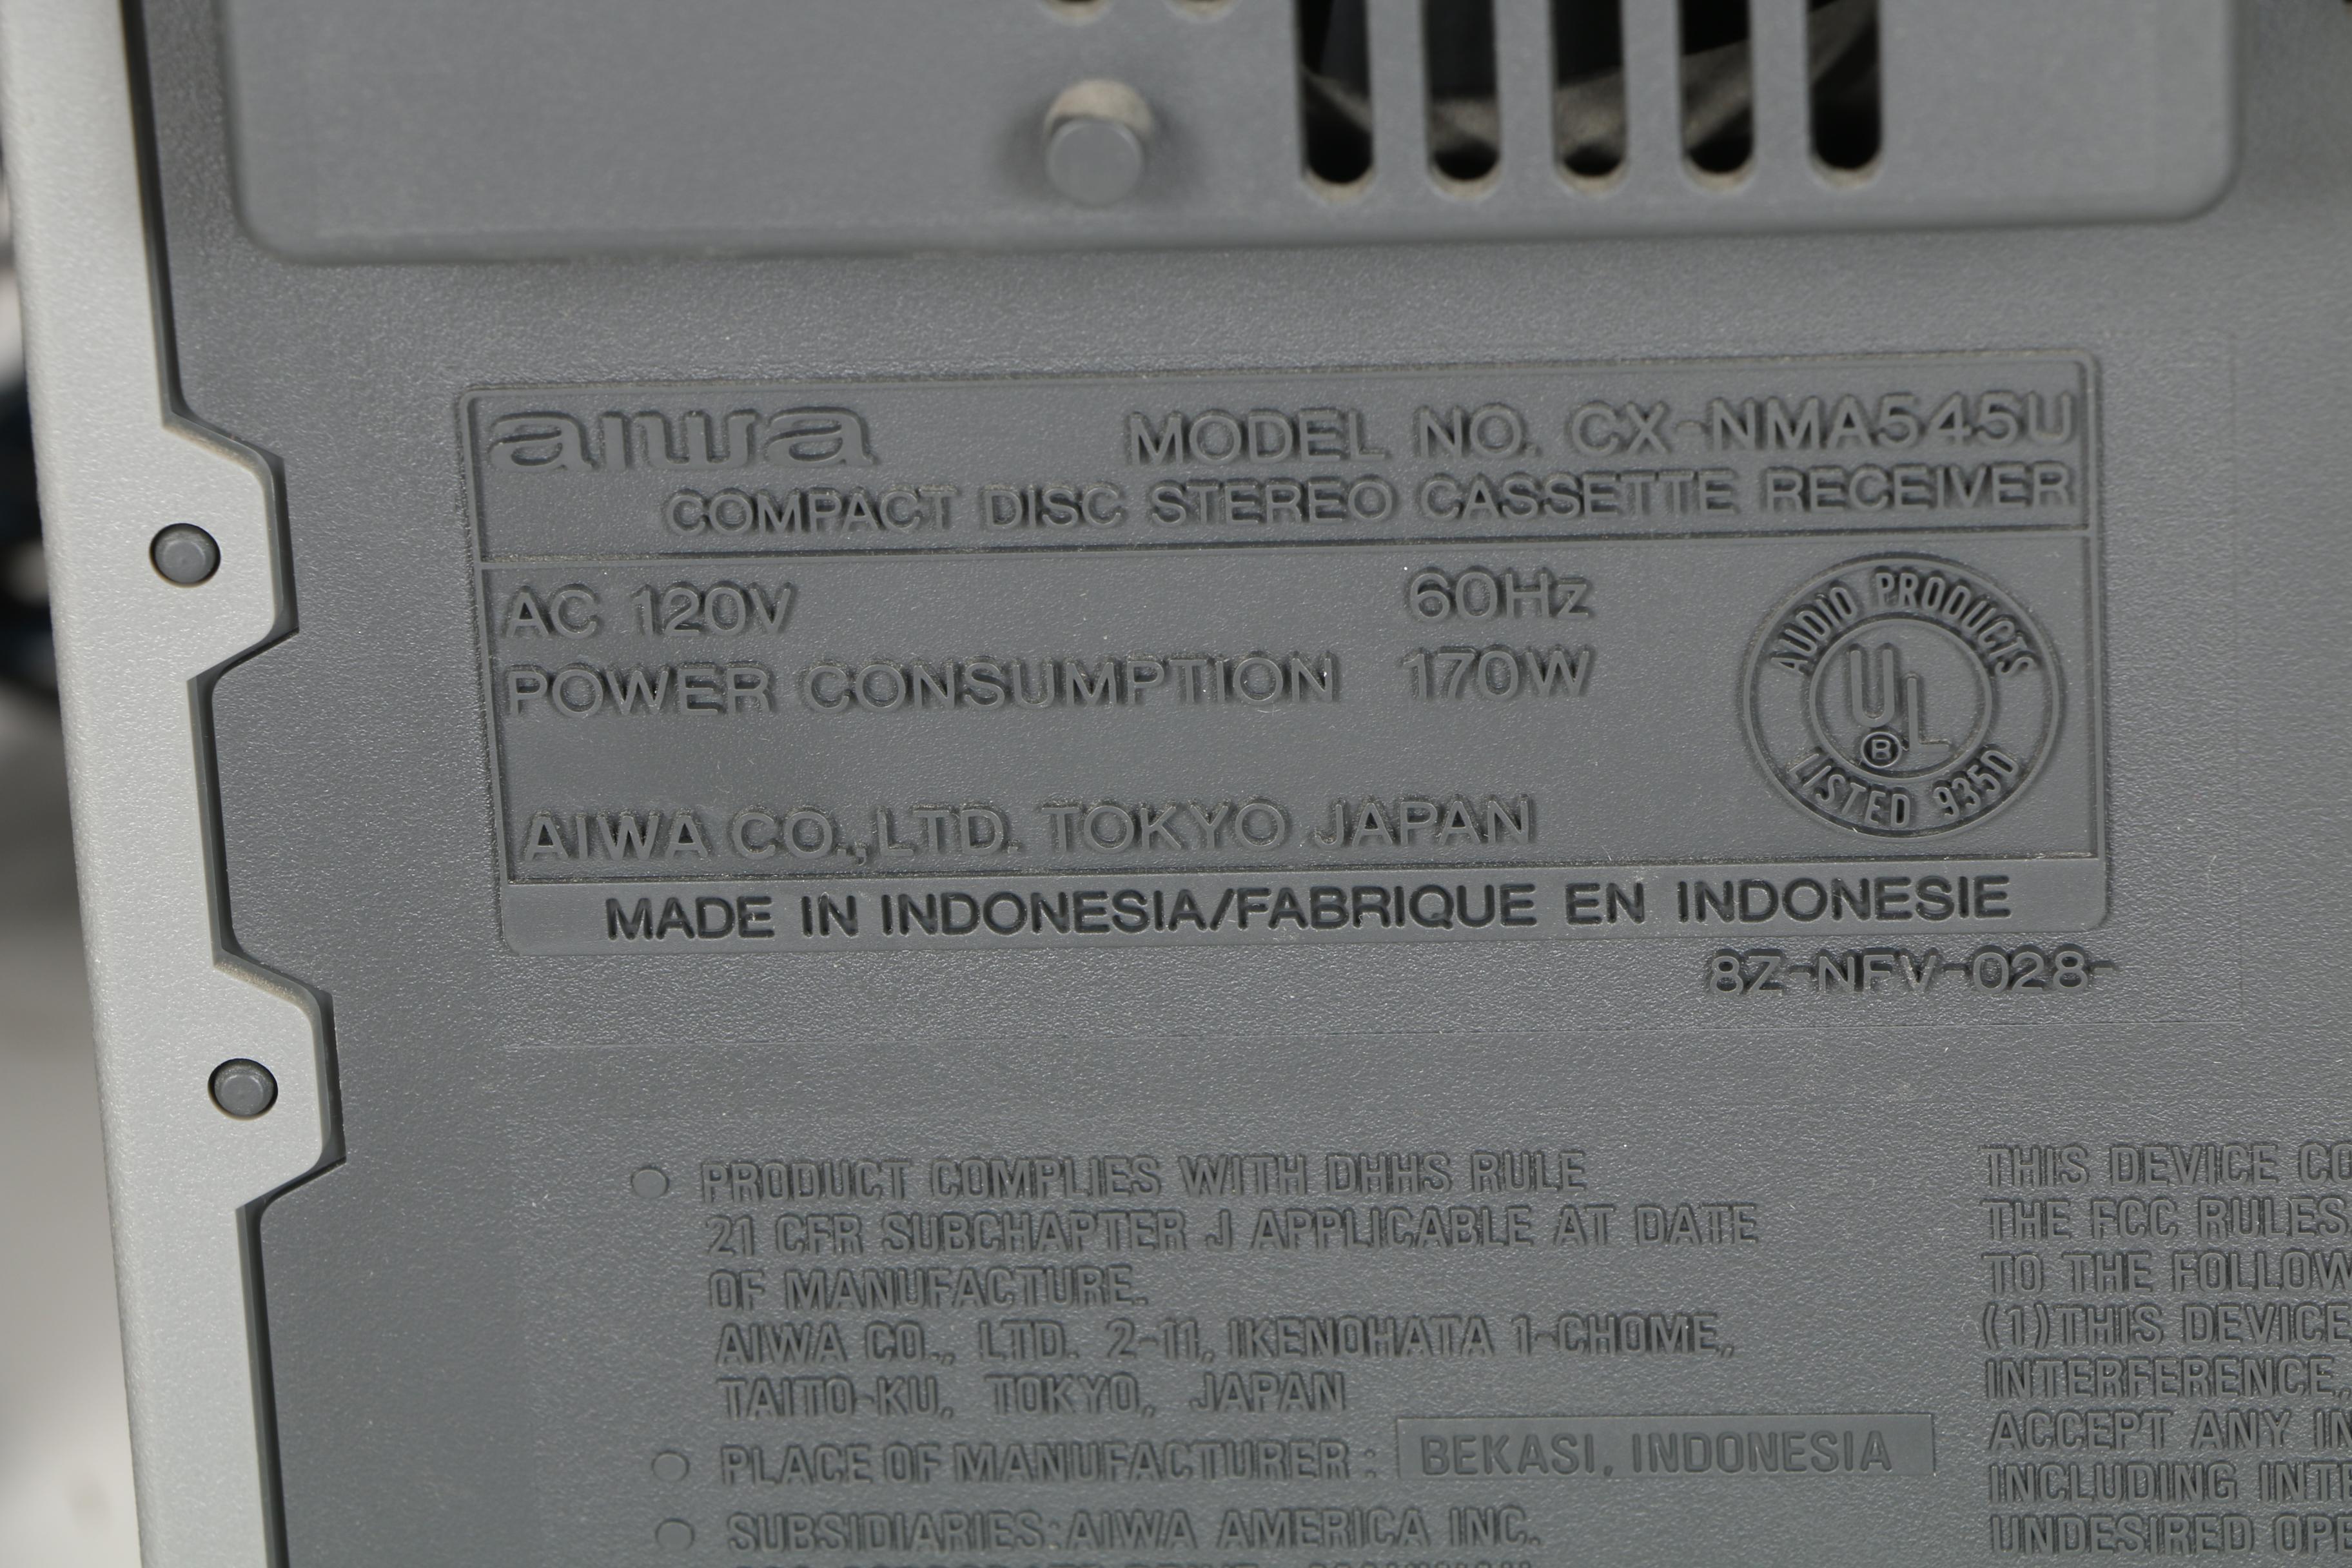 aiwa MODEL NO. CX-NMA545U
COMPACT DISC STEREO CASSETTE RECEIVER
AC 120V 60Hz
POWER CONSUMPTION 170W
AUDIO PRODUCTS
UL
R
LISTED 935D
AIWA CO.,LTD. TOKYO JAPAN
MADE IN INDONESIA/FABRIQUE EN INDONESIE
8Z-NFV-028-
PRODUCT COMPLIES WITH DHHS RULE
21 CFR SUBCHAPTER J APPLICABLE AT DATE
OF MANUFACTURE.
AIWA CO., LTD. 2-11, IKENOHATA 1-CHOME,
TAITO-KU, TOKYO, JAPAN
PLACE OF MANUFACTURER : BEKASI, INDONESIA
SUBSIDIARIES:AIWA AMERICA INC.
THIS DEVICE CO
THE FCC RULES
TO THE FOLLOW
(1)THIS DEVICE
INTERFERENCE,
ACCEPT ANY IN
INCLUDING INTE
UNDESIRED OPE